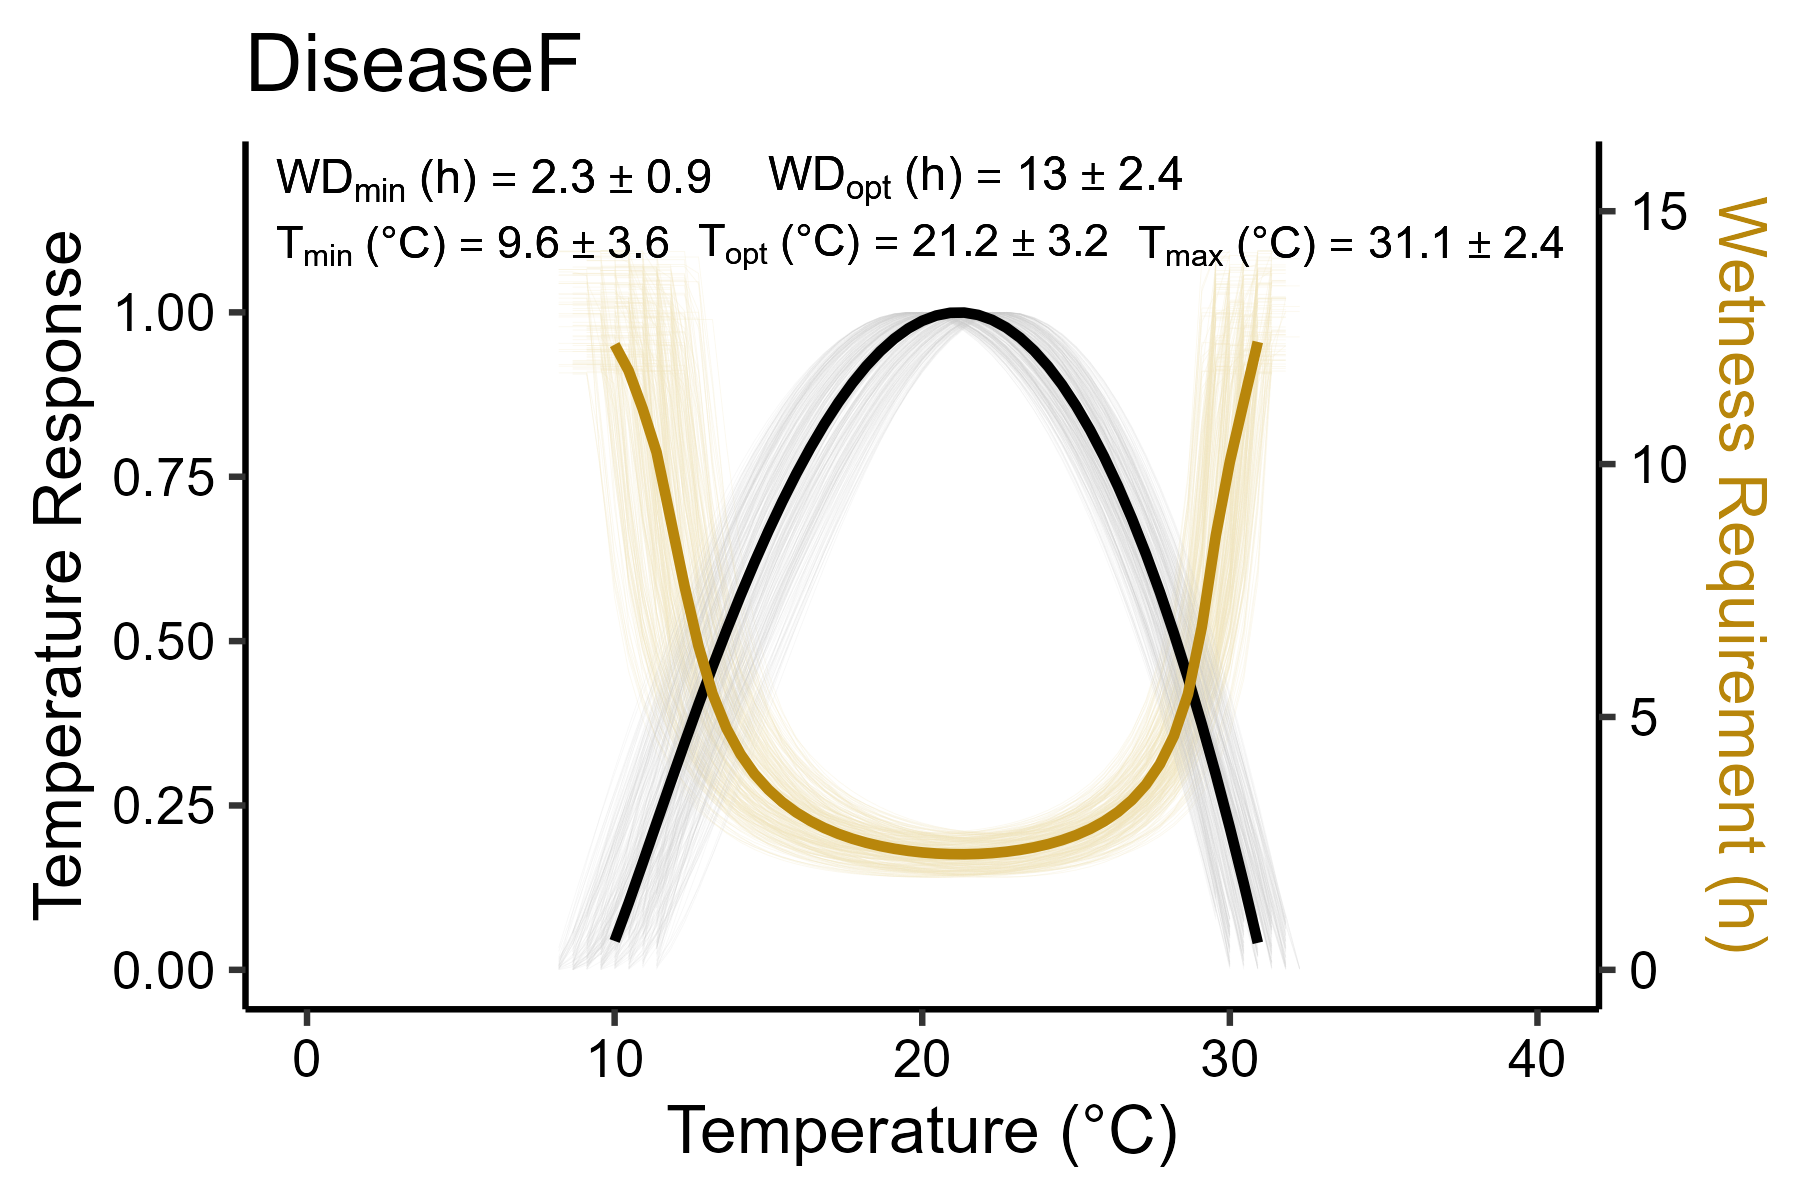 DiseaseF
WDmin (h) = 2.3 ± 0.9 WDopt (h) = 13 ± 2.4
Tmin (°C) = 9.6 ± 3.6 Topt (°C) = 21.2 ± 3.2 Tmax (°C) = 31.1 ± 2.4
Temperature Response
1.00
0.75
0.50
0.25
0.00
15
10
5
0
Wetness Requirement (h)
0 10 20 30 40
Temperature (°C)